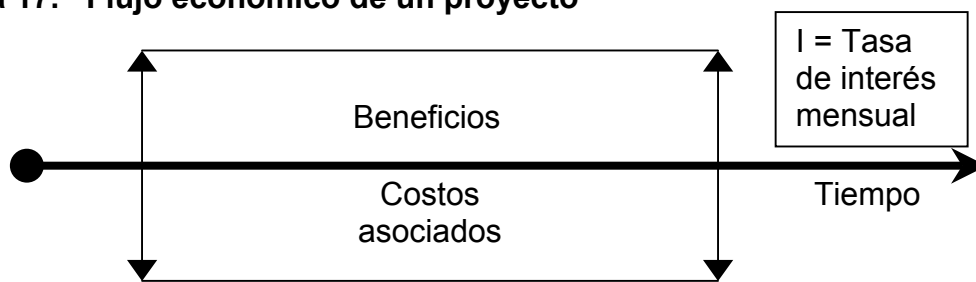 a 17: Flujo económico de un proyecto
I = Tasa
de interés
mensual
Beneficios
Costos
asociados
Tiempo